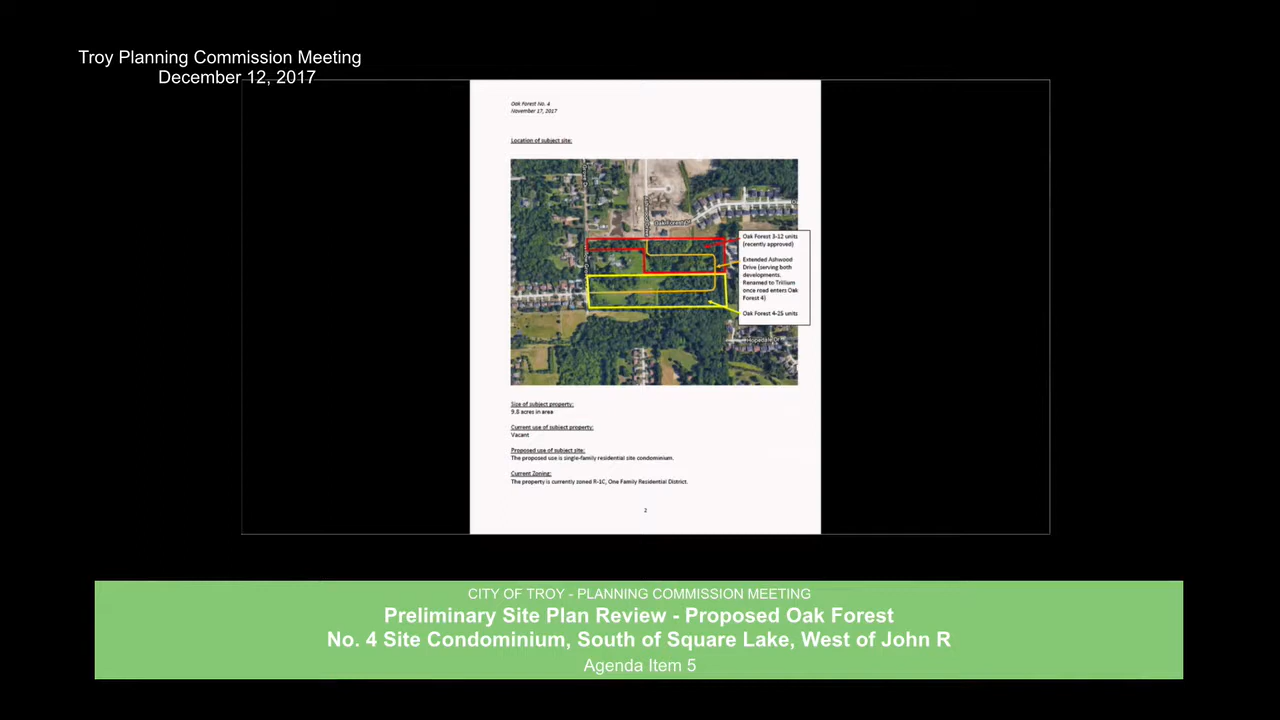 Troy Planning Commission Meeting
December 12, 2017
Oak Forest No. 4
November 17, 2017
Location of subject site:
Oak Forest Dr
Oak Forest 3-12 units
(recently approved)
Extended Ashwood
Drive (serving both
developments.
Renamed to Trillium
once road enters Oak
Forest 4)
Oak Forest 4-25 units
Hopedale Dr
Size of subject property:
9.8 acres in area
Current use of subject property:
Vacant
Proposed use of subject site:
The proposed use is single-family residential site condominium.
Current Zoning:
The property is currently zoned R-1C, One Family Residential District.
2
CITY OF TROY - PLANNING COMMISSION MEETING
Preliminary Site Plan Review - Proposed Oak Forest
No. 4 Site Condominium, South of Square Lake, West of John R
Agenda Item 5